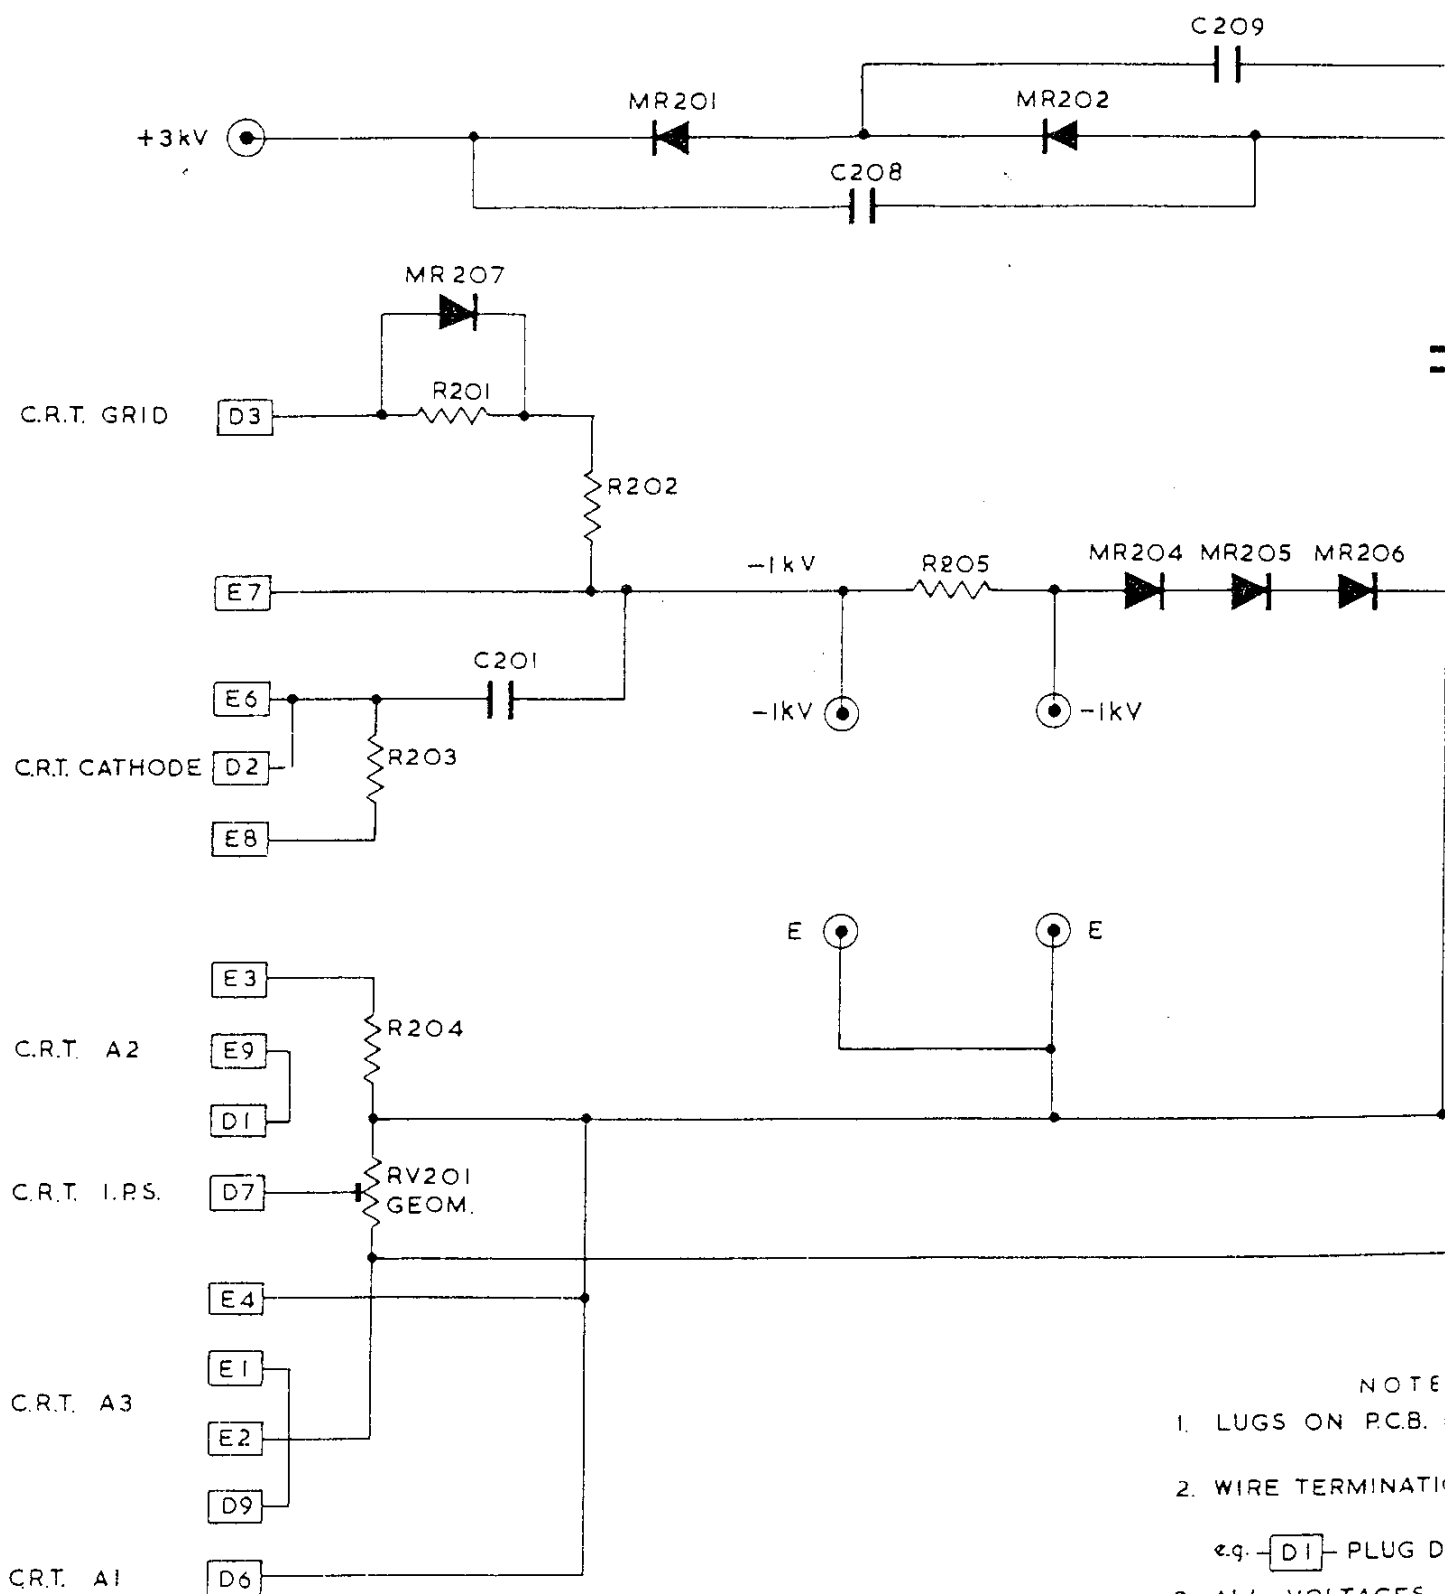 C209
MR201
MR202
+3kV
C208
MR207
R201
C.R.T. GRID
D3
R202
-1kV
R205
MR204 MR205 MR206
E7
C201
E6
-1kV
-1kV
R203
C.R.T. CATHODE
D2
E8
E
E
E3
R204
C.R.T. A2
E9
D1
C.R.T. I.P.S.
D7
RV201
GEOM.
E4
E1
C.R.T. A3
E2
D9
C.R.T. A1
D6
NOTE
1. LUGS ON P.C.B.
2. WIRE TERMINATI
e.g. D1 PLUG D